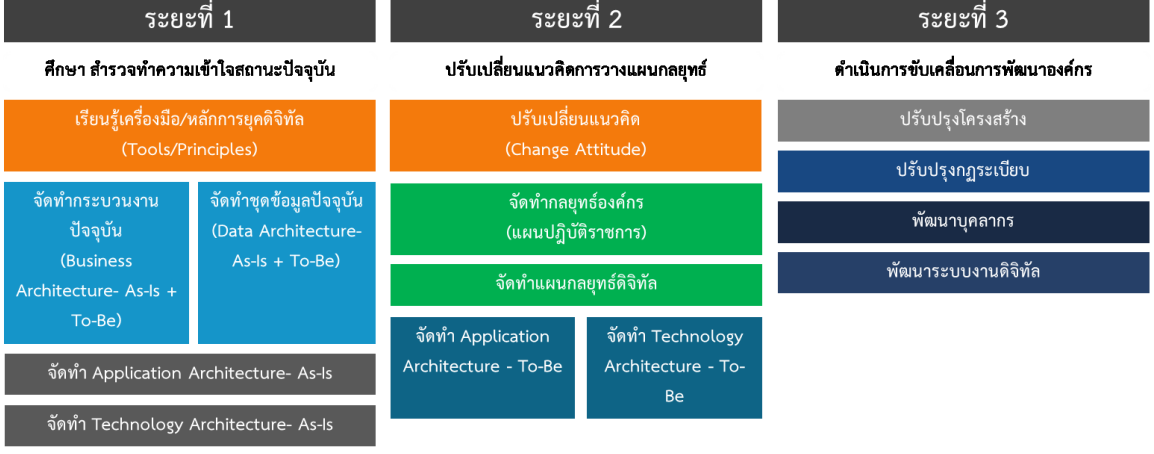 ระยะที่ 1
ศึกษา สำรวจทำความเข้าใจสถานะปัจจุบัน
เรียนรู้เครื่องมือ/หลักการยุคดิจิทัล
(Tools/Principles)
จัดทำกระบวนงาน
ปัจจุบัน
(Business
Architecture- As-Is +
To-Be)
จัดทำชุดข้อมูลปัจจุบัน
(Data Architecture-
As-Is + To-Be)
จัดทำ Application Architecture- As-Is
จัดทำ Technology Architecture- As-Is
ระยะที่ 2
ปรับเปลี่ยนแนวคิดการวางแผนกลยุทธ์
ปรับเปลี่ยนแนวคิด
(Change Attitude)
จัดทำกลยุทธ์องค์กร
(แผนปฎิบัติราชการ)
จัดทำแผนกลยุทธ์ดิจิทัล
จัดทำ Application
Architecture - To-Be
จัดทำ Technology
Architecture - To-
Be
ระยะที่ 3
ดำเนินการขับเคลื่อนการพัฒนาองค์กร
ปรับปรุงโครงสร้าง
ปรับปรุงกฎระเบียบ
พัฒนาบุคลากร
พัฒนาระบบงานดิจิทัล